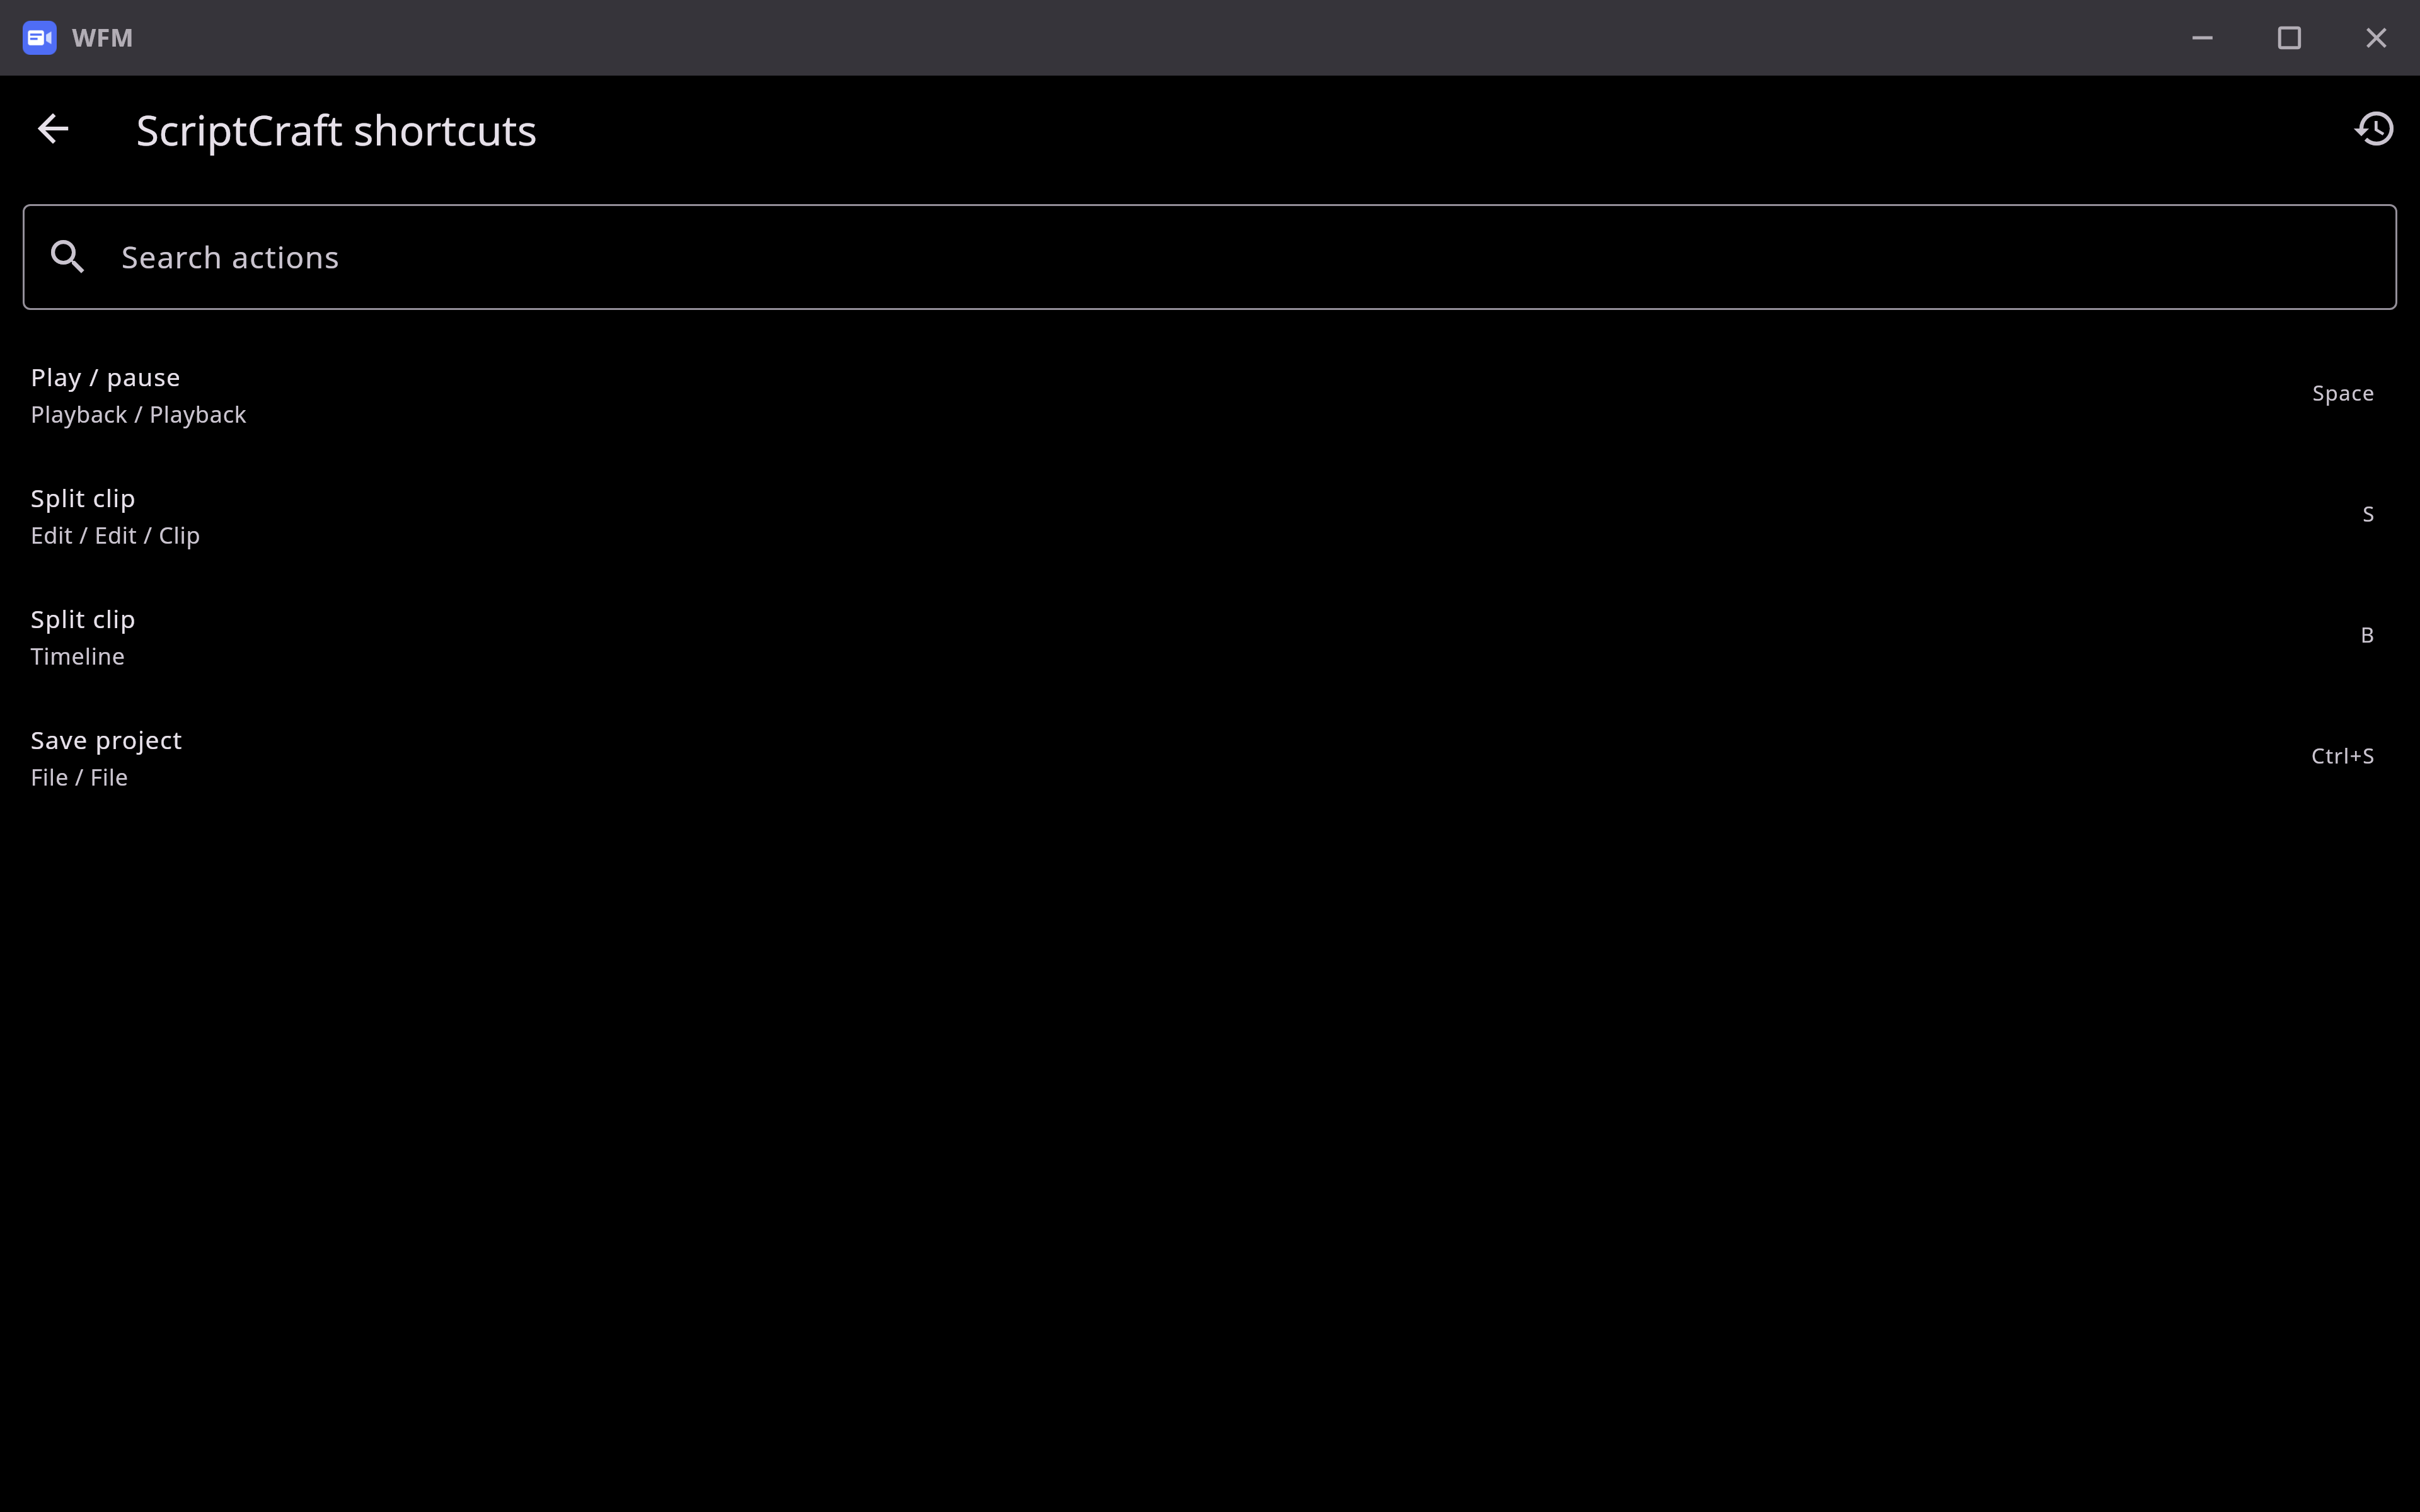 WFM
ScriptCraft shortcuts
Search actions
Play / pause
Playback / Playback
Space
Split clip
Edit / Edit / Clip
S
Split clip
Timeline
B
Save project
File / File
Ctrl+S